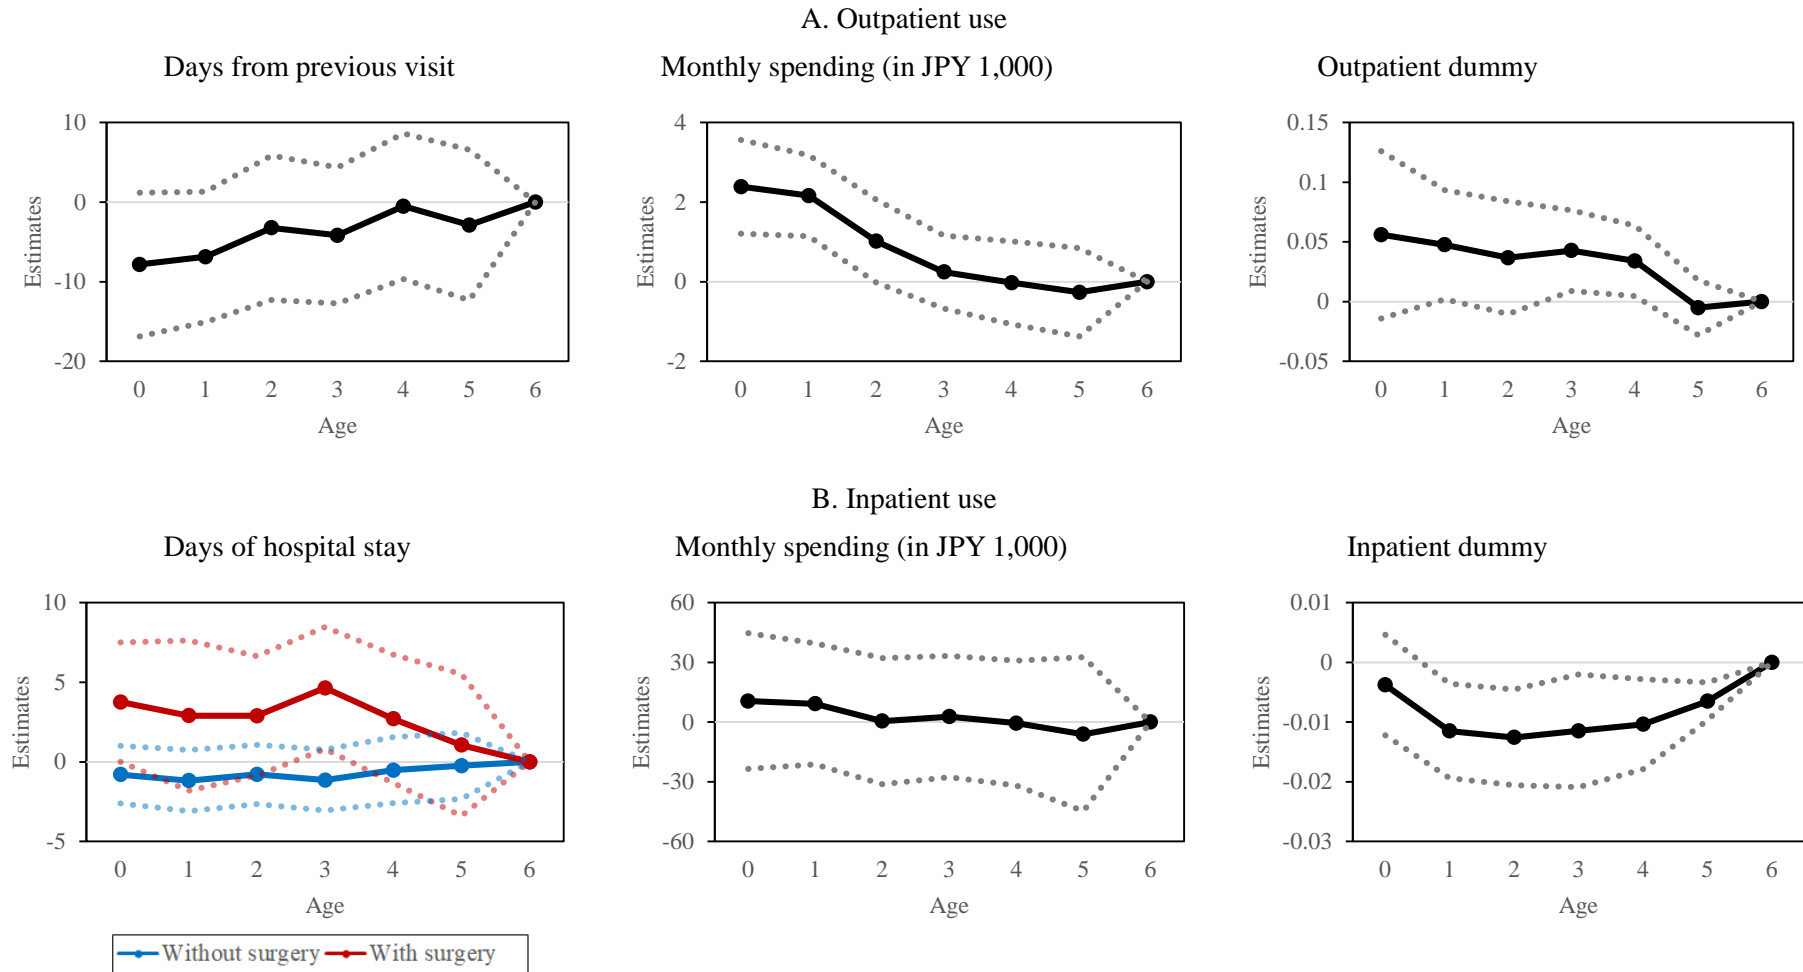 A. Outpatient use
Days from previous visit
Monthly spending (in JPY 1,000)
Outpatient dummy
10
0
-10
-20
Estimates
0 1 2 3 4 5 6
Age
4
2
0
-2
Estimates
0 1 2 3 4 5 6
Age
0.15
0.1
0.05
0
-0.05
Estimates
0 1 2 3 4 5 6
Age
B. Inpatient use
Days of hospital stay
Monthly spending (in JPY 1,000)
Inpatient dummy
10
5
0
-5
Estimates
0 1 2 3 4 5 6
Age
Without surgery With surgery
60
30
0
-30
-60
Estimates
0 1 2 3 4 5 6
Age
0.01
0
-0.01
-0.02
-0.03
Estimates
0 1 2 3 4 5 6
Age